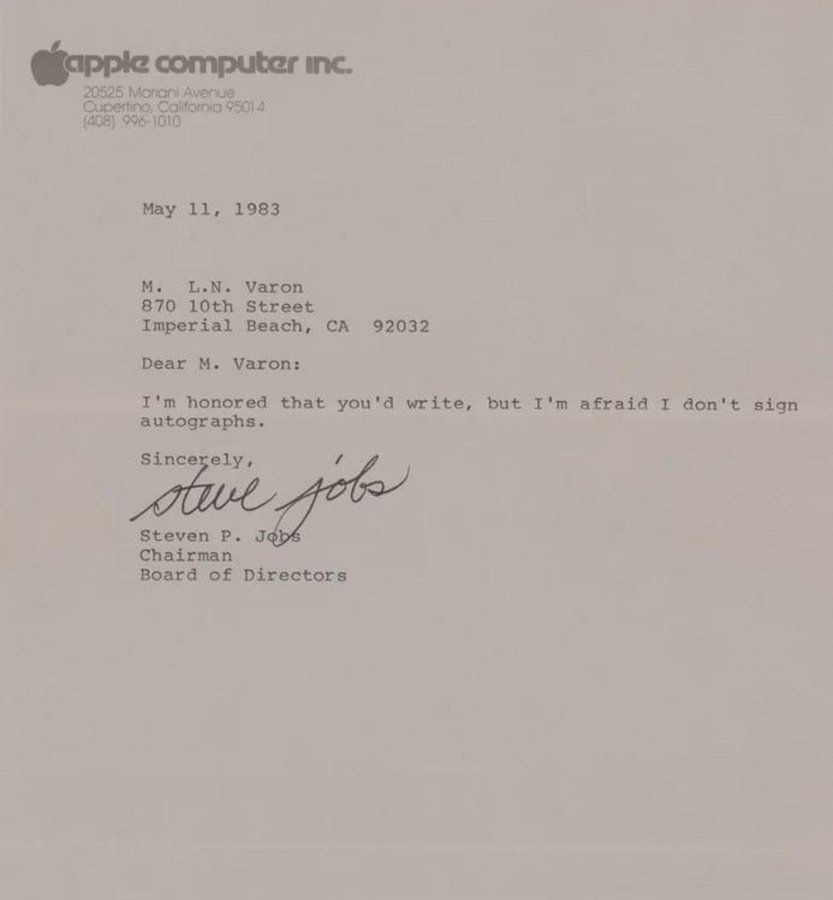 apple computer inc.
20525 Mariani Avenue
Cupertino, California 95014
(408) 996-1010
May 11, 1983
M.  L.N. Varon
870 10th Street
Imperial Beach, CA  92032
Dear M. Varon:
I'm honored that you'd write, but I'm afraid I don't sign
autographs.
Sincerely,
steve jobs
Steven P. Jobs
Chairman
Board of Directors